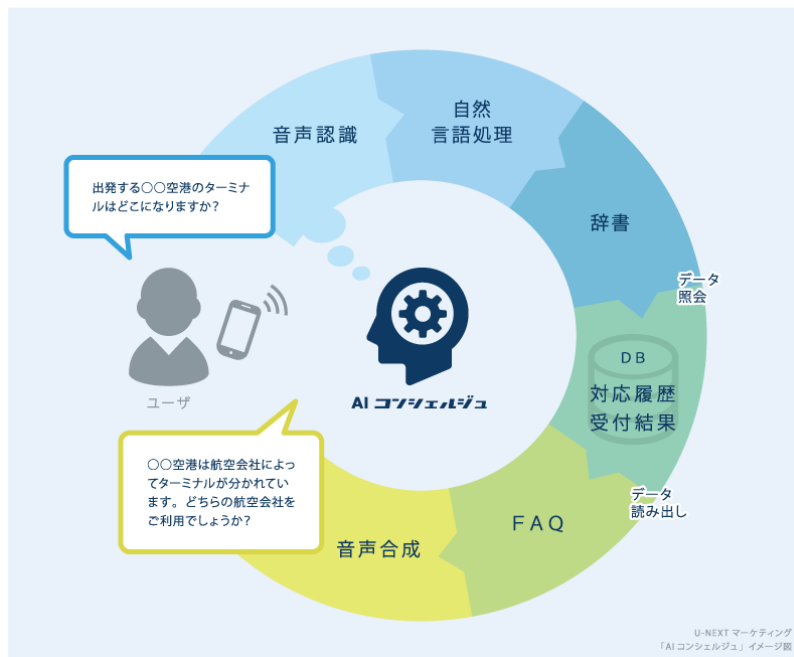 自然
言語処理
音声認識
出発する〇〇空港のターミナ
ルはどこになりますか？
辞書
データ
照会
DB
対応履歴
受付結果
ユーザ
AI コンシェルジュ
〇〇空港は航空会社によっ
てターミナルが分かれてい
ます。どちらの航空会社を
ご利用でしょうか？
データ
読み出し
FAQ
音声合成
U-NEXT マーケティング
「AI コンシェルジュ」イメージ図